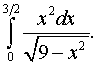 ∫₀^{3/2} x²dx / √(9 − x²).